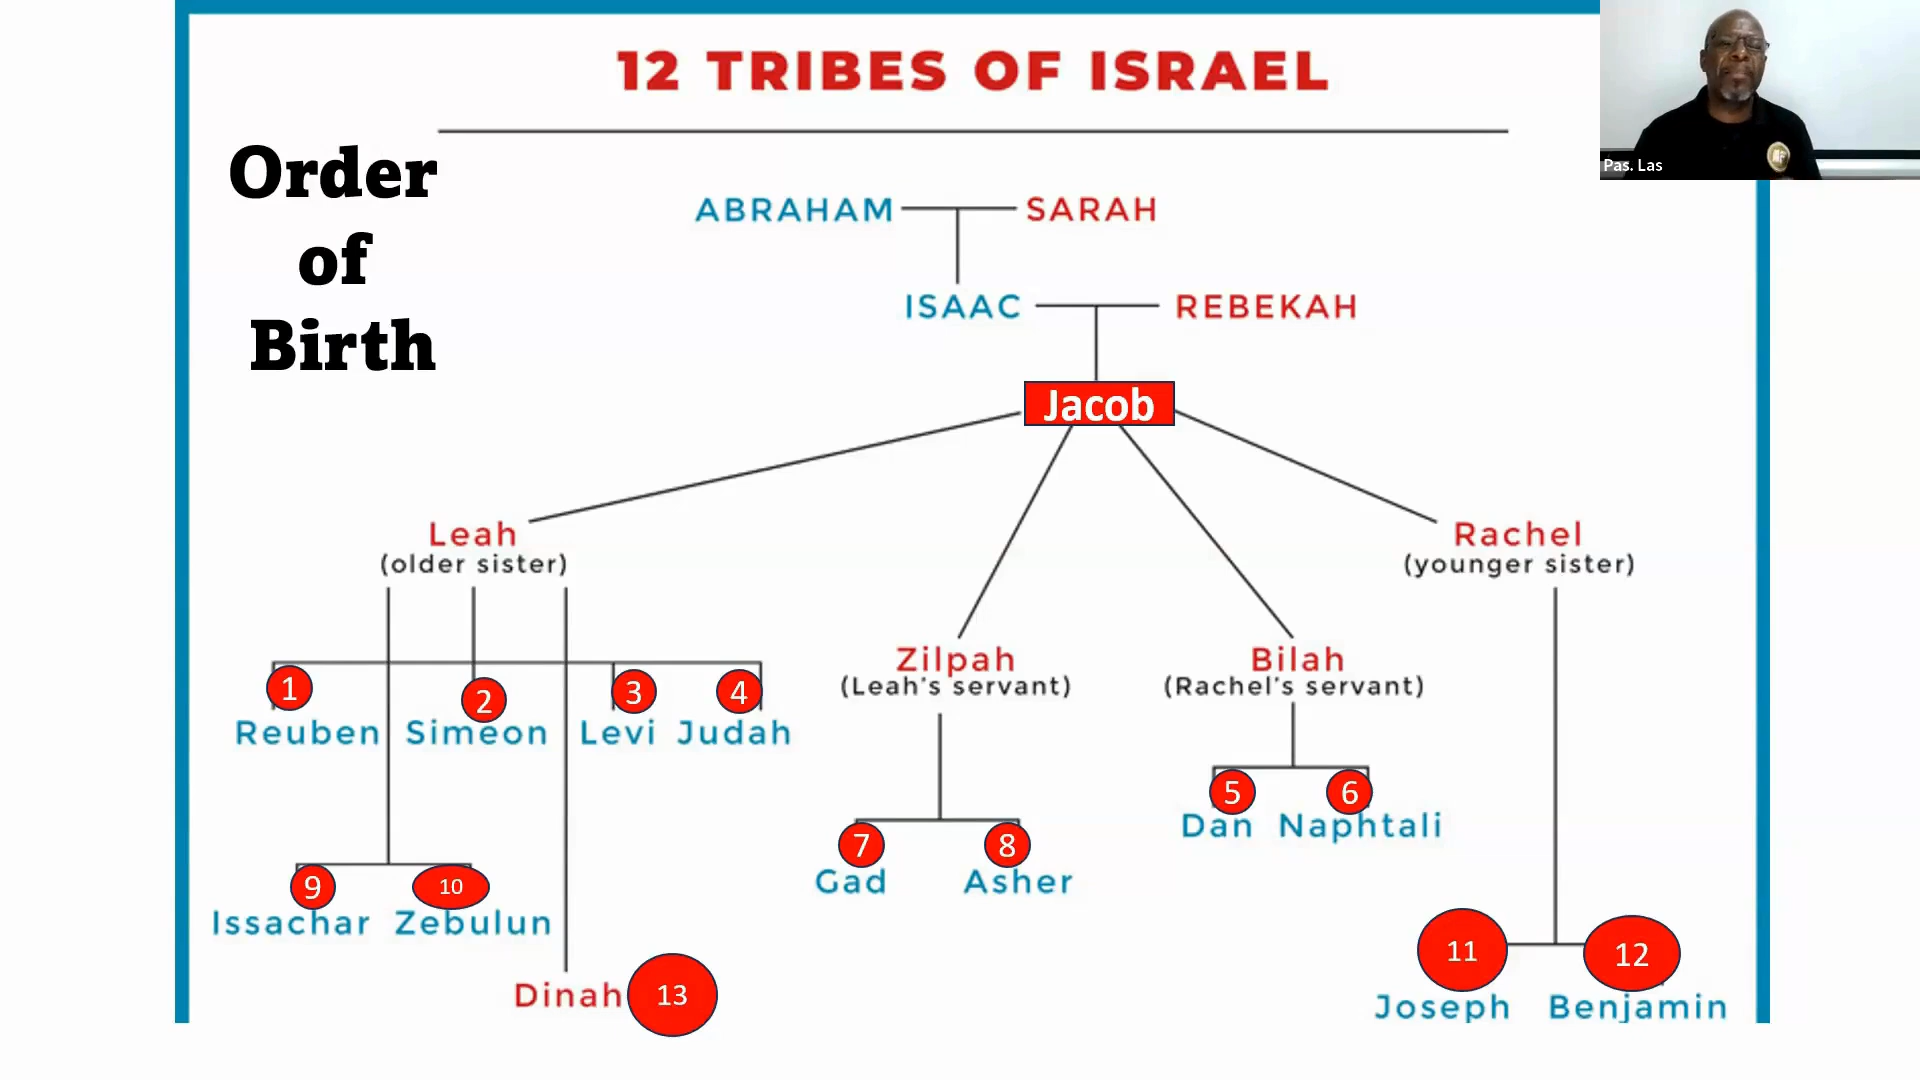 12 TRIBES OF ISRAEL
Pas. Las
Order
of
Birth
ABRAHAM SARAH
ISAAC REBEKAH
Jacob
Leah
(older sister)
Rachel
(younger sister)
Zilpah
(Leah's servant)
Bilah
(Rachel's servant)
1 2 3 4
Reuben Simeon Levi Judah
5 6
Dan Naphtali
7 8
Gad Asher
9 10
Issachar Zebulun
11 12
Joseph Benjamin
Dinah 13